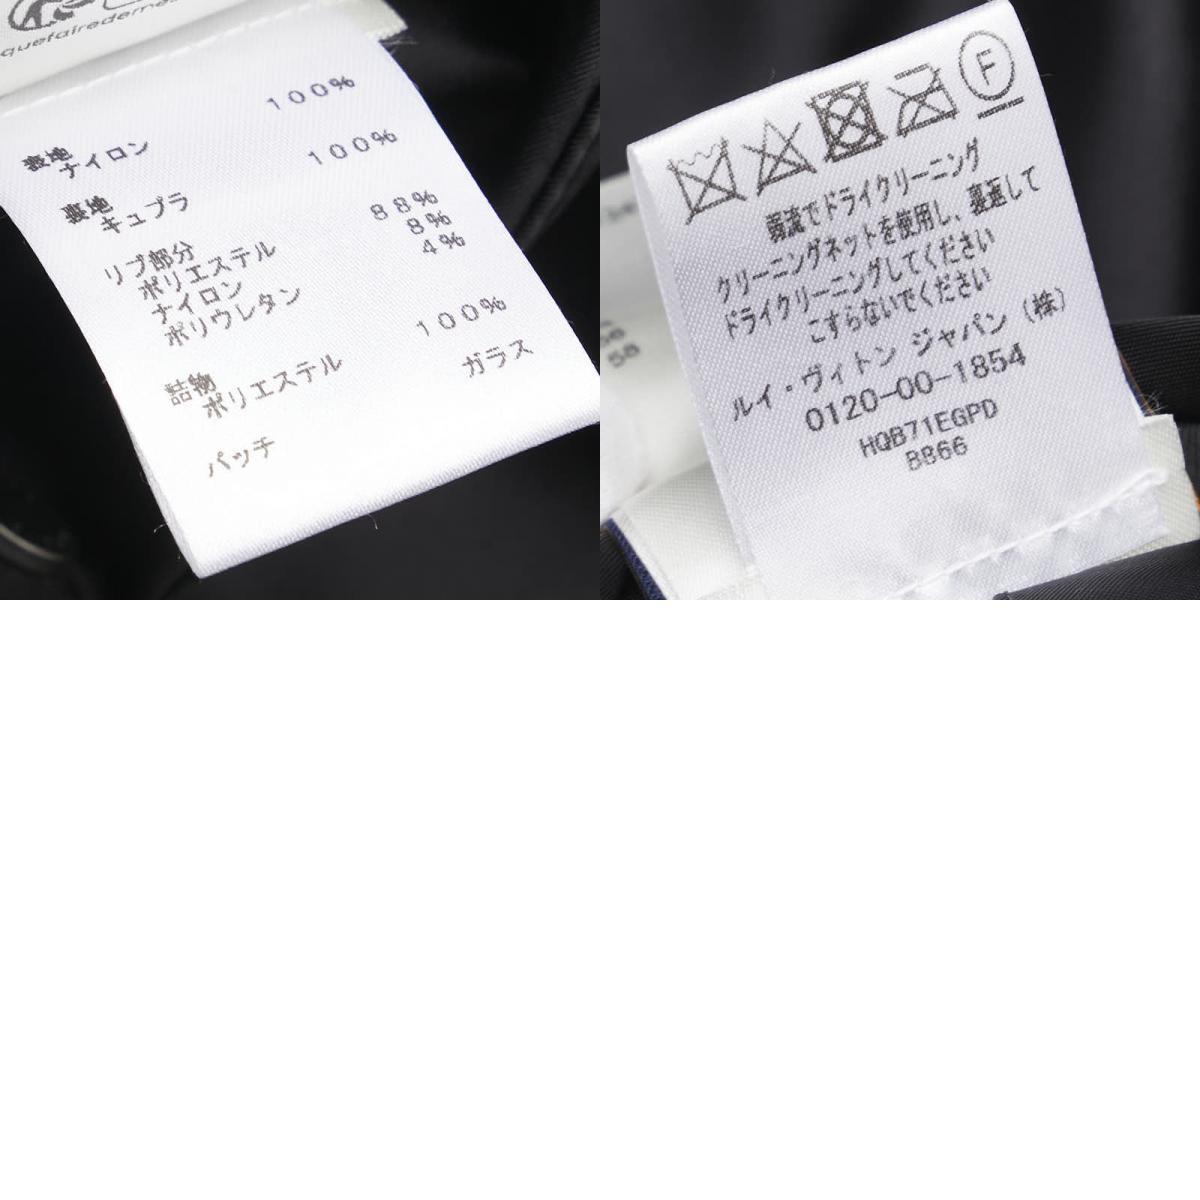 quefairedemes
表地
ナイロン 100%
裏地
キュプラ 100%
リブ部分
ポリエステル 88%
ナイロン 8%
ポリウレタン 4%
詰物
ポリエステル 100%
パッチ ガラス
F
弱流でドライクリーニング
クリーニングネットを使用し、裏返して
ドライクリーニングしてください
こすらないでください
ルイ・ヴィトン ジャパン（株）
0120-00-1854
HQB71EGPD
BB66
58